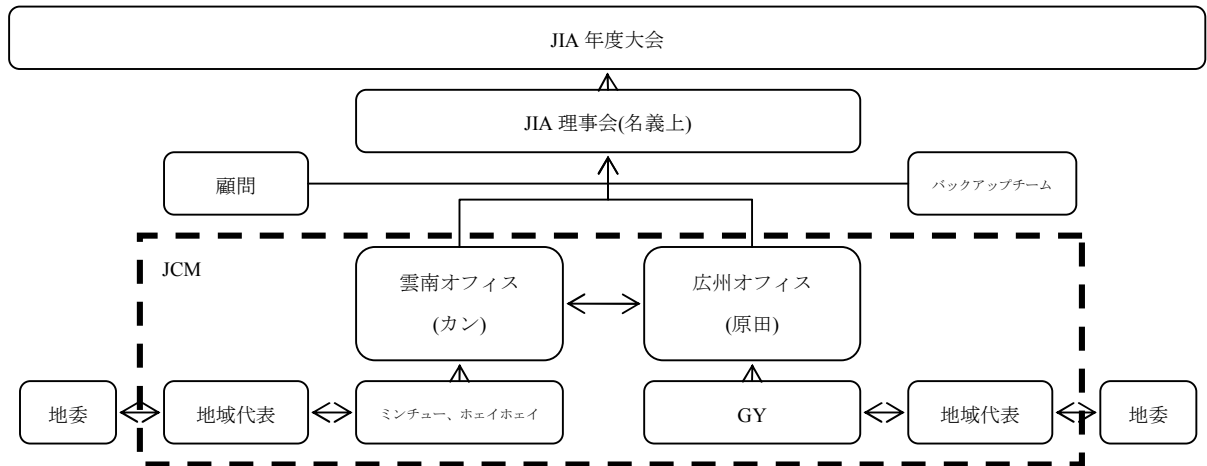 JIA 年度大会
JIA 理事会(名義上)
顧問
バックアップチーム
JCM
雲南オフィス
(カン)
広州オフィス
(原田)
地委
地域代表
ミンチュー、ホェイホェイ
GY
地域代表
地委